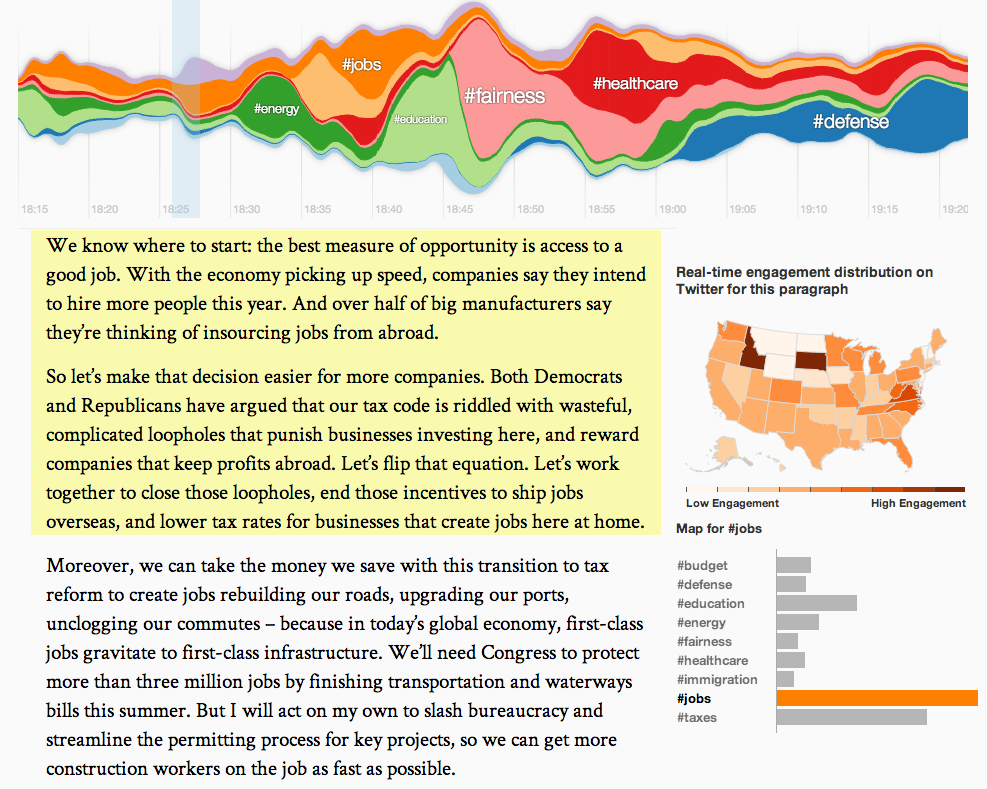 #jobs
#energy
#education
#fairness
#healthcare
#defense
18:15 18:20 18:25 18:30 18:35 18:40 18:45 18:50 18:55 19:00 19:05 19:10 19:15 19:20
We know where to start: the best measure of opportunity is access to a
good job. With the economy picking up speed, companies say they intend
to hire more people this year. And over half of big manufacturers say
they’re thinking of insourcing jobs from abroad.
So let’s make that decision easier for more companies. Both Democrats
and Republicans have argued that our tax code is riddled with wasteful,
complicated loopholes that punish businesses investing here, and reward
companies that keep profits abroad. Let’s flip that equation. Let’s work
together to close those loopholes, end those incentives to ship jobs
overseas, and lower tax rates for businesses that create jobs here at home.
Moreover, we can take the money we save with this transition to tax
reform to create jobs rebuilding our roads, upgrading our ports,
unclogging our commutes – because in today’s global economy, first-class
jobs gravitate to first-class infrastructure. We’ll need Congress to protect
more than three million jobs by finishing transportation and waterways
bills this summer. But I will act on my own to slash bureaucracy and
streamline the permitting process for key projects, so we can get more
construction workers on the job as fast as possible.
Real-time engagement distribution on
Twitter for this paragraph
Low Engagement High Engagement
Map for #jobs
#budget
#defense
#education
#energy
#fairness
#healthcare
#immigration
#jobs
#taxes